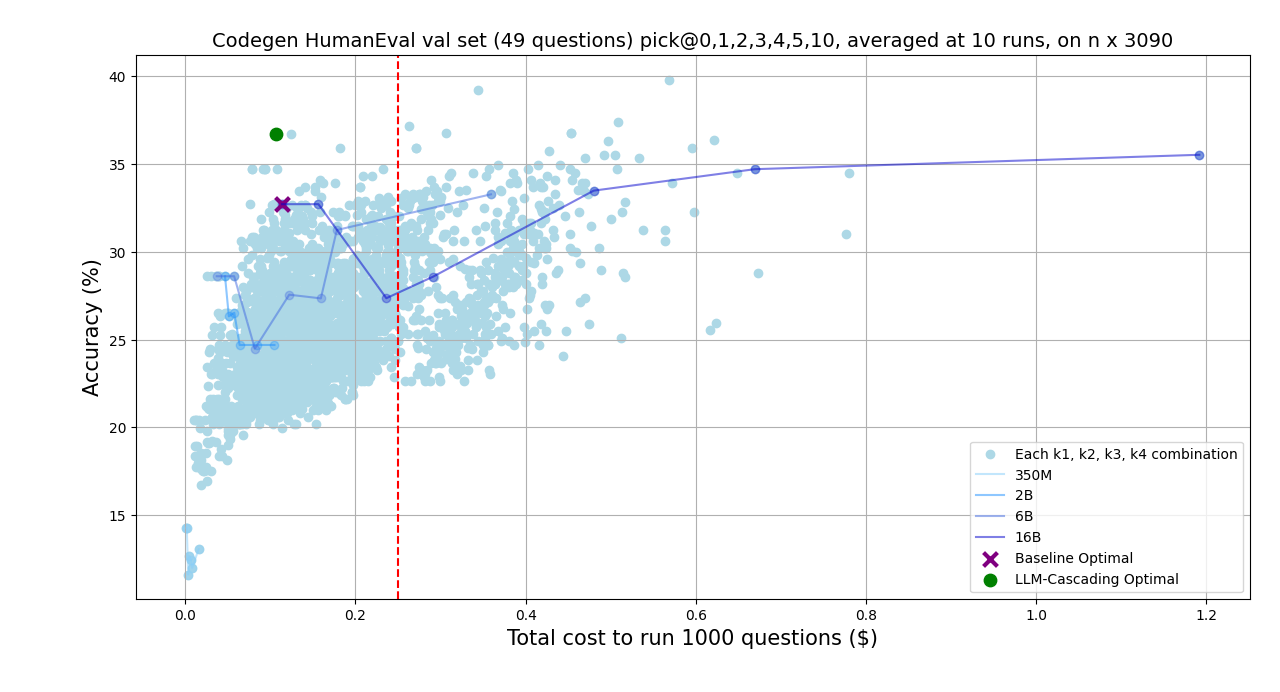 Codegen HumanEval val set (49 questions) pick@0,1,2,3,4,5,10, averaged at 10 runs, on n x 3090
Accuracy (%)
40
35
30
25
20
15
Each k1, k2, k3, k4 combination
350M
2B
6B
16B
Baseline Optimal
LLM-Cascading Optimal
0.0 0.2 0.4 0.6 0.8 1.0 1.2
Total cost to run 1000 questions ($)